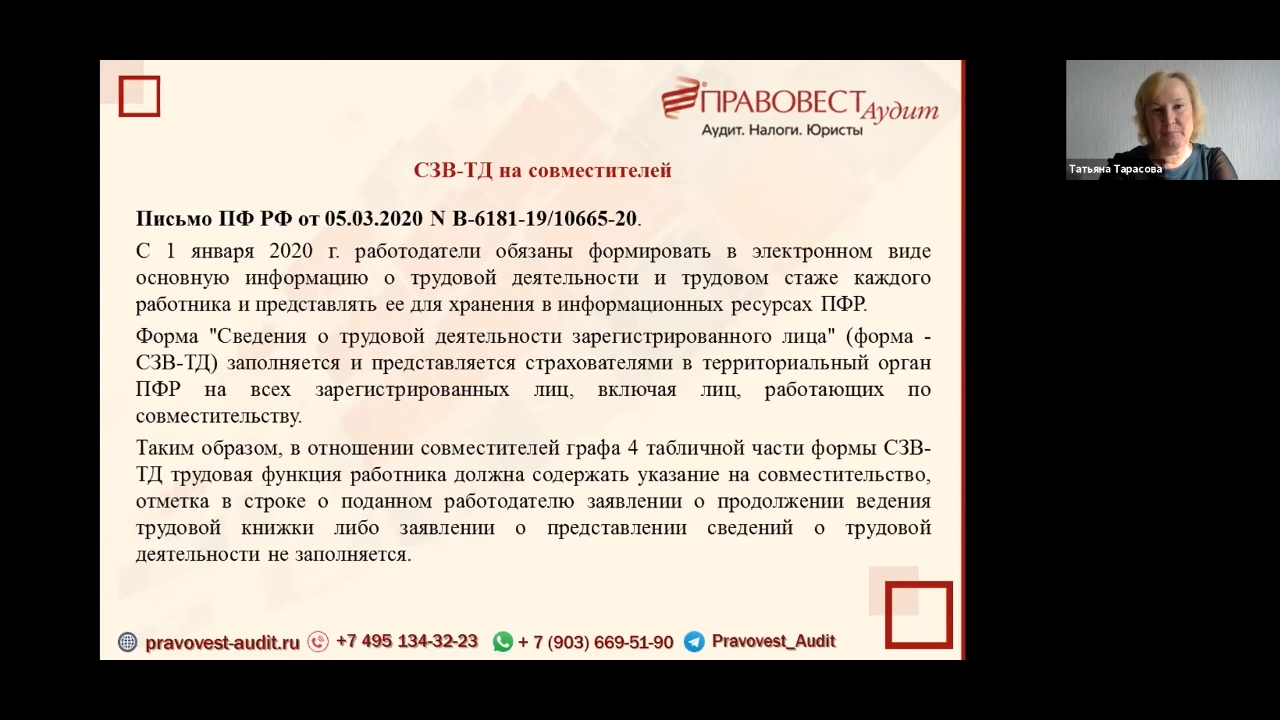 ПРАВОВЕСТ Аудит
Аудит. Налоги. Юристы
Татьяна Тарасова
СЗВ-ТД на совместителей
Письмо ПФ РФ от 05.03.2020 N В-6181-19/10665-20.
С 1 января 2020 г. работодатели обязаны формировать в электронном виде
основную информацию о трудовой деятельности и трудовом стаже каждого
работника и представлять ее для хранения в информационных ресурсах ПФР.
Форма "Сведения о трудовой деятельности зарегистрированного лица" (форма -
СЗВ-ТД) заполняется и представляется страхователями в территориальный орган
ПФР на всех зарегистрированных лиц, включая лиц, работающих по
совместительству.
Таким образом, в отношении совместителей графа 4 табличной части формы СЗВ-
ТД трудовая функция работника должна содержать указание на совместительство,
отметка в строке о поданном работодателю заявлении о продолжении ведения
трудовой книжки либо заявлении о представлении сведений о трудовой
деятельности не заполняется.
pravovest-audit.ru +7 495 134-32-23 + 7 (903) 669-51-90 Pravovest_Audit